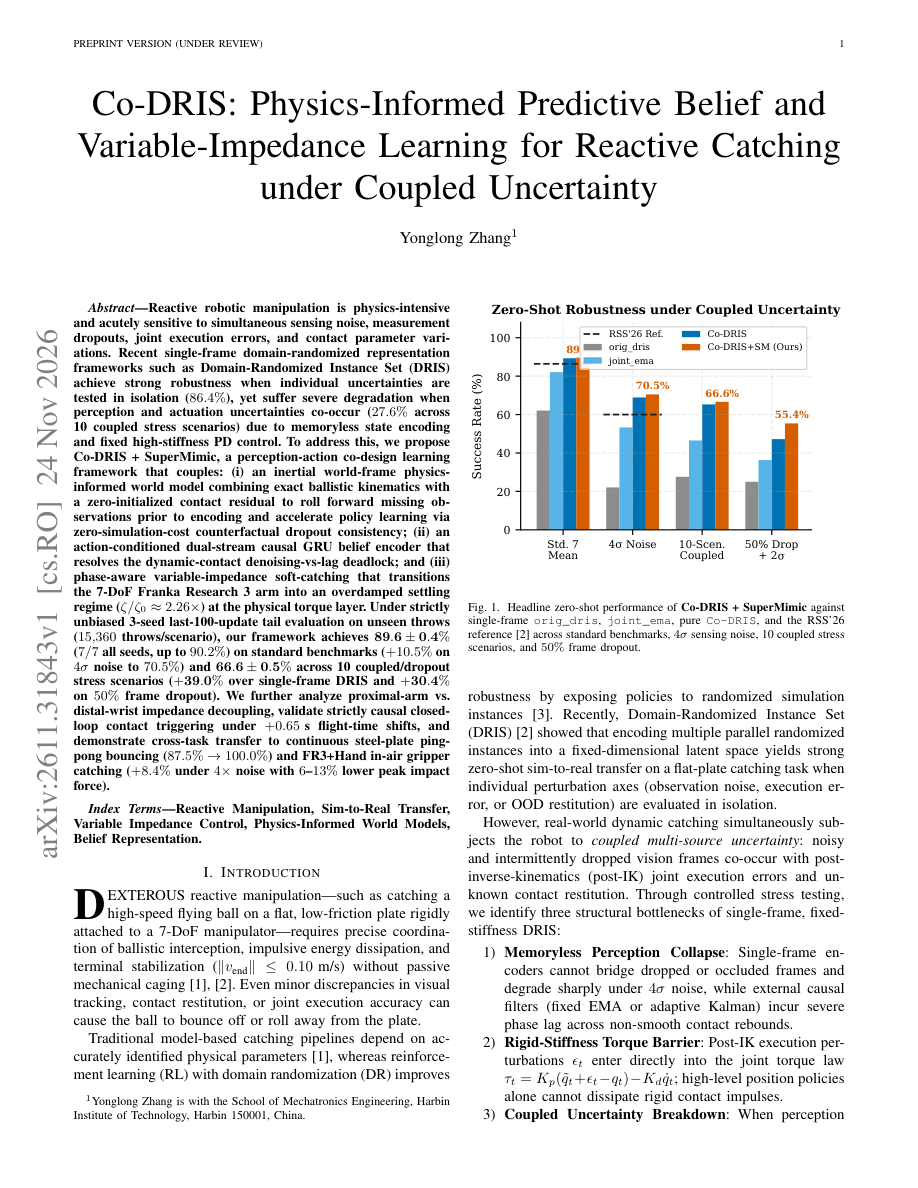 PREPRINT VERSION (UNDER REVIEW)
1
Co-DRIS: Physics-Informed Predictive Belief and
Variable-Impedance Learning for Reactive Catching
under Coupled Uncertainty
Yonglong Zhang¹
arXiv:2611.31843v1 [cs.RO] 24 Nov 2026
Abstract—Reactive robotic manipulation is physics-intensive
and acutely sensitive to simultaneous sensing noise, measurement
dropouts, joint execution errors, and contact parameter vari-
ations. Recent single-frame domain-randomized representation
frameworks such as Domain-Randomized Instance Set (DRIS)
achieve strong robustness when individual uncertainties are
tested in isolation (86.4%), yet suffer severe degradation when
perception and actuation uncertainties co-occur (27.6% across
10 coupled stress scenarios) due to memoryless state encoding
and fixed high-stiffness PD control. To address this, we propose
Co-DRIS + SuperMimic, a perception-action co-design learning
framework that couples: (i) an inertial world-frame physics-
informed world model combining exact ballistic kinematics with
a zero-initialized contact residual to roll forward missing ob-
servations prior to encoding and accelerate policy learning via
zero-simulation-cost counterfactual dropout consistency; (ii) an
action-conditioned dual-stream causal GRU belief encoder that
resolves the dynamic-contact denoising-vs-lag deadlock; and (iii)
phase-aware variable-impedance soft-catching that transitions
the 7-DoF Franka Research 3 arm into an overdamped settling
regime (ζ/ζ₀ ≈ 2.26×) at the physical torque layer. Under strictly
unbiased 3-seed last-100-update tail evaluation on unseen throws
(15,360 throws/scenario), our framework achieves 89.6 ± 0.4%
(7/7 all seeds, up to 90.2%) on standard benchmarks (+10.5% on
4σ noise to 70.5%) and 66.6 ± 0.5% across 10 coupled/dropout
stress scenarios (+39.0% over single-frame DRIS and +30.4%
on 50% frame dropout). We further analyze proximal-arm vs.
distal-wrist impedance decoupling, validate strictly causal closed-
loop contact triggering under +0.65 s flight-time shifts, and
demonstrate cross-task transfer to continuous steel-plate ping-
pong bouncing (87.5% → 100.0%) and FR3+Hand in-air gripper
catching (+8.4% under 4× noise with 6–13% lower peak impact
force).
Index Terms—Reactive Manipulation, Sim-to-Real Transfer,
Variable Impedance Control, Physics-Informed World Models,
Belief Representation.
I. INTRODUCTION
DEXTEROUS reactive manipulation—such as catching a
high-speed flying ball on a flat, low-friction plate rigidly
attached to a 7-DoF manipulator—requires precise coordina-
tion of ballistic interception, impulsive energy dissipation, and
terminal stabilization (‖v_end‖ ≤ 0.10 m/s) without passive
mechanical caging [1], [2]. Even minor discrepancies in visual
tracking, contact restitution, or joint execution accuracy can
cause the ball to bounce off or roll away from the plate.
Traditional model-based catching pipelines depend on ac-
curately identified physical parameters [1], whereas reinforce-
ment learning (RL) with domain randomization (DR) improves
¹Yonglong Zhang is with the School of Mechatronics Engineering, Harbin
Institute of Technology, Harbin 150001, China.
Zero-Shot Robustness under Coupled Uncertainty
Success Rate (%)
100
80
60
40
20
0
RSS'26 Ref.
orig_dris
joint_ema
Co-DRIS
Co-DRIS+SM (Ours)
89
70.5%
66.6%
55.4%
Std. 7
Mean
4σ Noise
10-Scen.
Coupled
50% Drop
+ 2σ
Fig. 1. Headline zero-shot performance of Co-DRIS + SuperMimic against
single-frame orig_dris, joint_ema, pure Co-DRIS, and the RSS'26
reference [2] across standard benchmarks, 4σ sensing noise, 10 coupled stress
scenarios, and 50% frame dropout.
robustness by exposing policies to randomized simulation
instances [3]. Recently, Domain-Randomized Instance Set
(DRIS) [2] showed that encoding multiple parallel randomized
instances into a fixed-dimensional latent space yields strong
zero-shot sim-to-real transfer on a flat-plate catching task when
individual perturbation axes (observation noise, execution er-
ror, or OOD restitution) are evaluated in isolation.
However, real-world dynamic catching simultaneously sub-
jects the robot to coupled multi-source uncertainty: noisy
and intermittently dropped vision frames co-occur with post-
inverse-kinematics (post-IK) joint execution errors and un-
known contact restitution. Through controlled stress testing,
we identify three structural bottlenecks of single-frame, fixed-
stiffness DRIS:
1) Memoryless Perception Collapse: Single-frame en-
coders cannot bridge dropped or occluded frames and
degrade sharply under 4σ noise, while external causal
filters (fixed EMA or adaptive Kalman) incur severe
phase lag across non-smooth contact rebounds.
2) Rigid-Stiffness Torque Barrier: Post-IK execution per-
turbations ϵ_t enter directly into the joint torque law
τ_t = K_p(q̃_t+ϵ_t−q_t)−K_d q̇_t; high-level position policies
alone cannot dissipate rigid contact impulses.
3) Coupled Uncertainty Breakdown: When perception